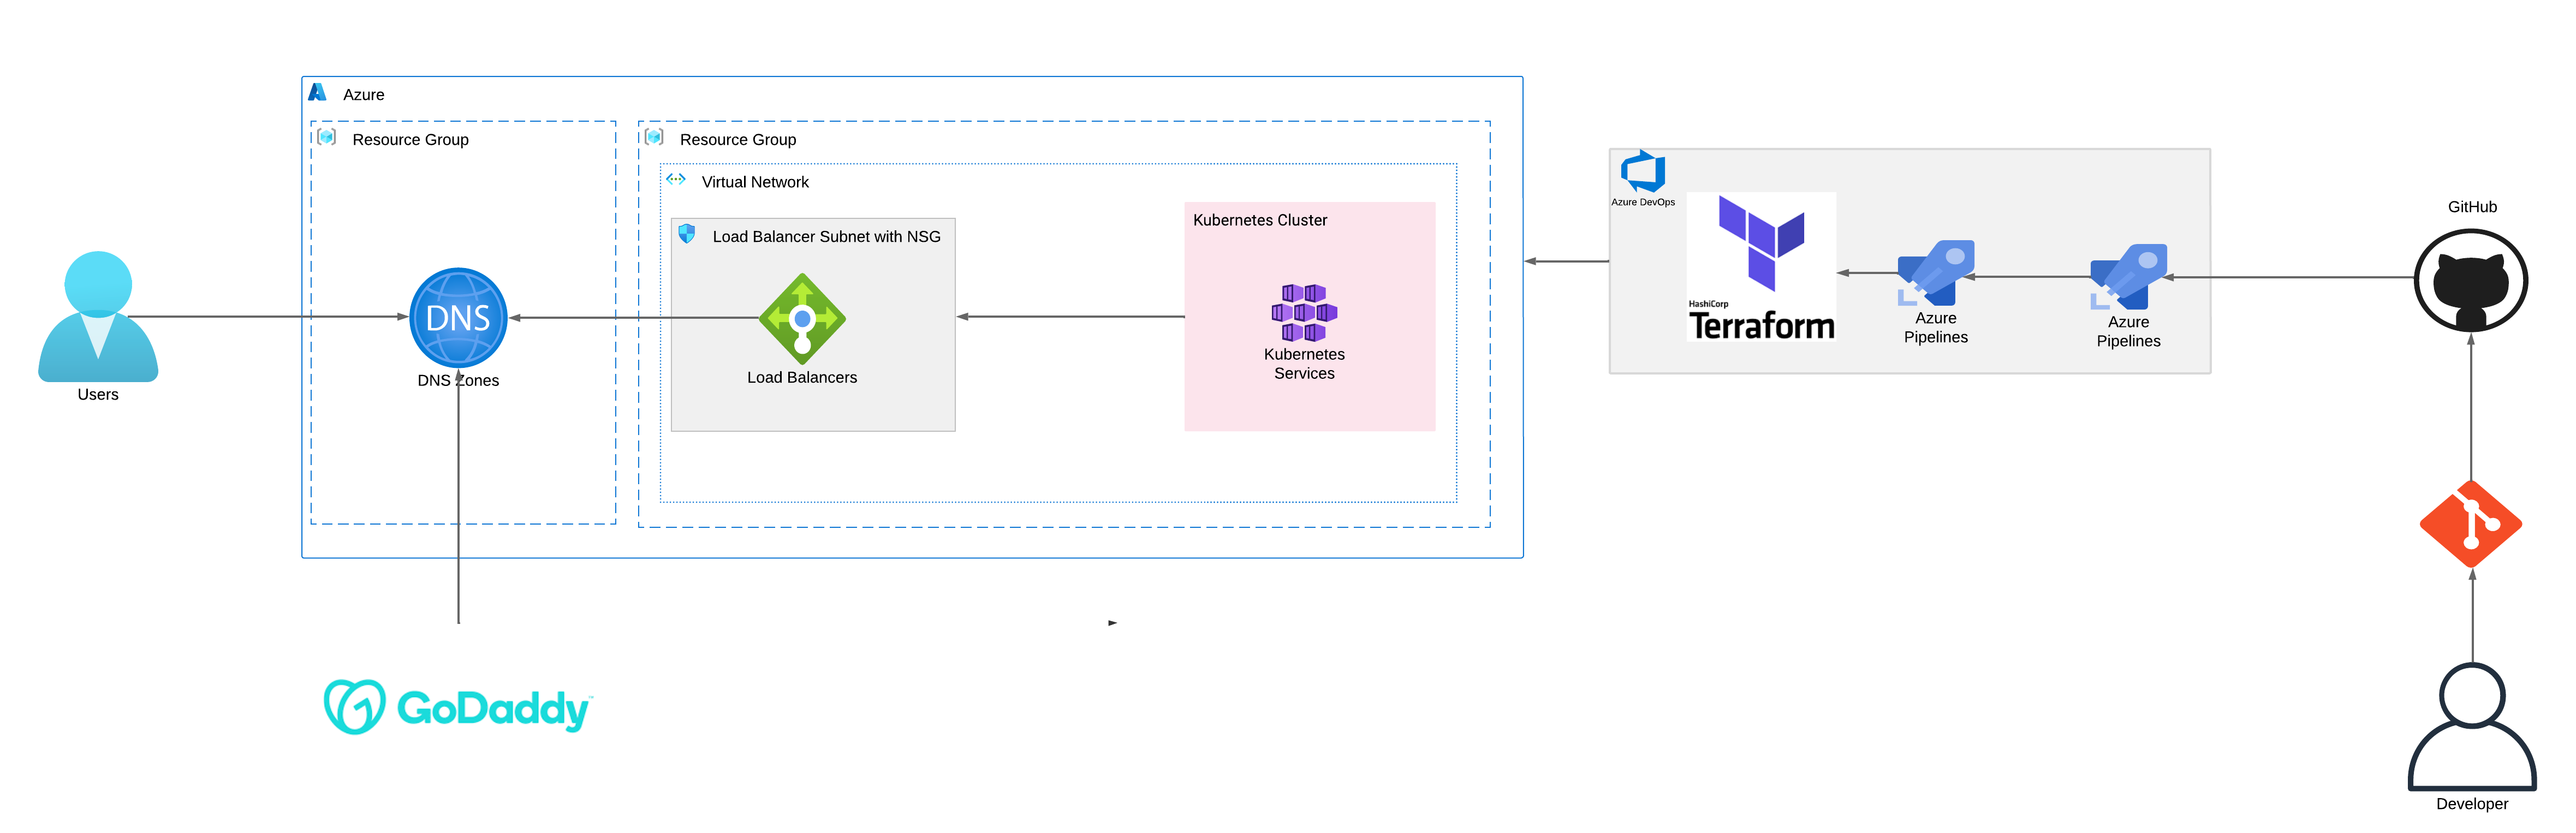 Azure
Resource Group
Resource Group
Virtual Network
Load Balancer Subnet with NSG
Kubernetes Cluster
DNS
DNS Zones
Load Balancers
Kubernetes
Services
Users
Azure DevOps
HashiCorp
Terraform
Azure
Pipelines
Azure
Pipelines
GitHub
GoDaddy
Developer